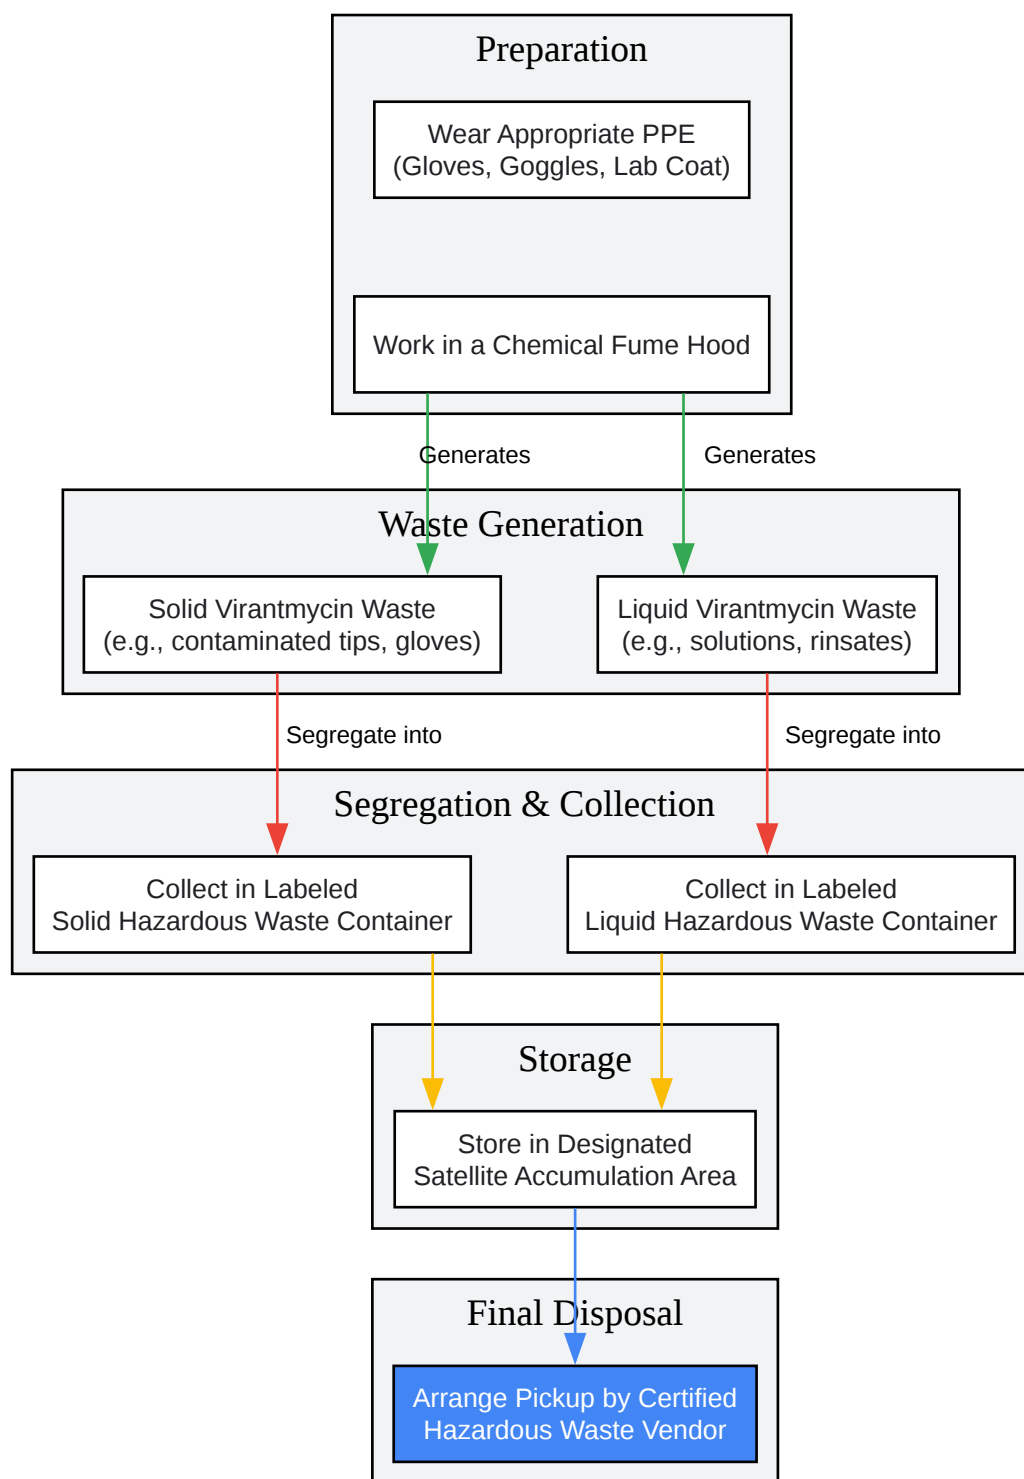 Preparation
Wear Appropriate PPE
(Gloves, Goggles, Lab Coat)
Work in a Chemical Fume Hood
Generates
Generates
Waste Generation
Solid Virantmycin Waste
(e.g., contaminated tips, gloves)
Liquid Virantmycin Waste
(e.g., solutions, rinsates)
Segregate into
Segregate into
Segregation & Collection
Collect in Labeled
Solid Hazardous Waste Container
Collect in Labeled
Liquid Hazardous Waste Container
Storage
Store in Designated
Satellite Accumulation Area
Final Disposal
Arrange Pickup by Certified
Hazardous Waste Vendor